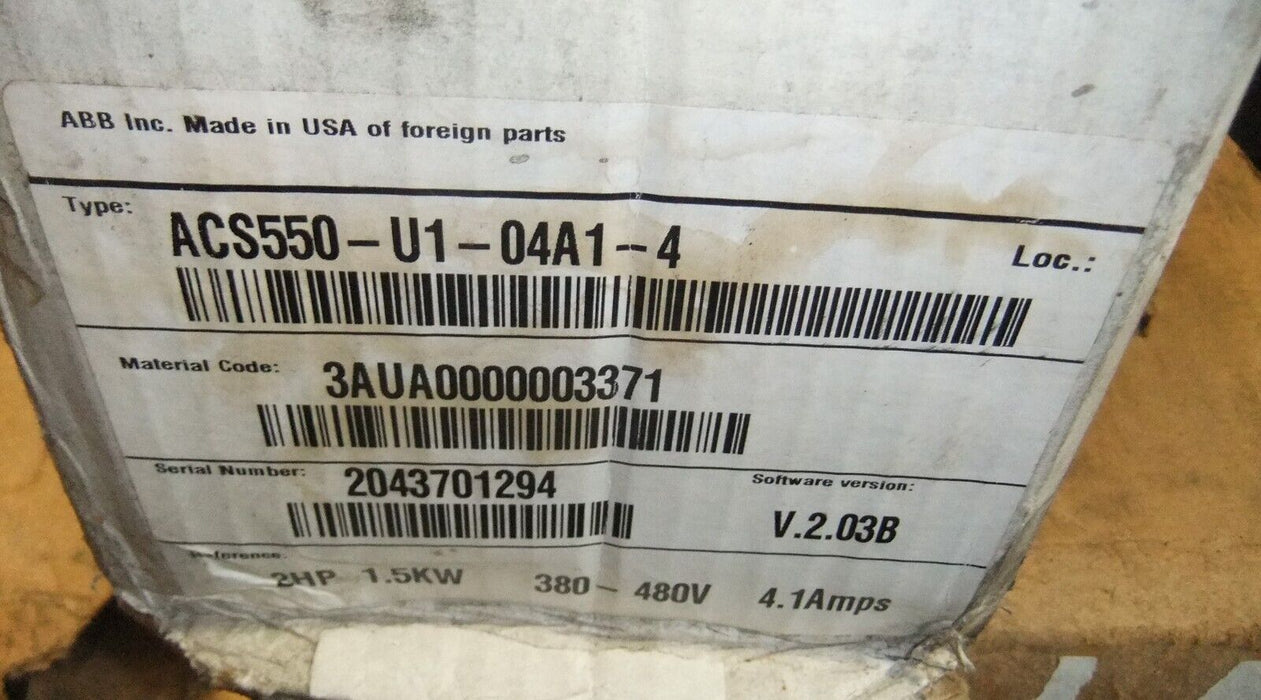 ABB Inc. Made in USA of foreign parts
Type: ACS550-U1-04A1-4 Loc.:
Material Code: 3AUA0000003371
Serial Number: 2043701294 Software version:
V.2.03B
Reference:
2HP 1.5KW 380-480V 4.1Amps